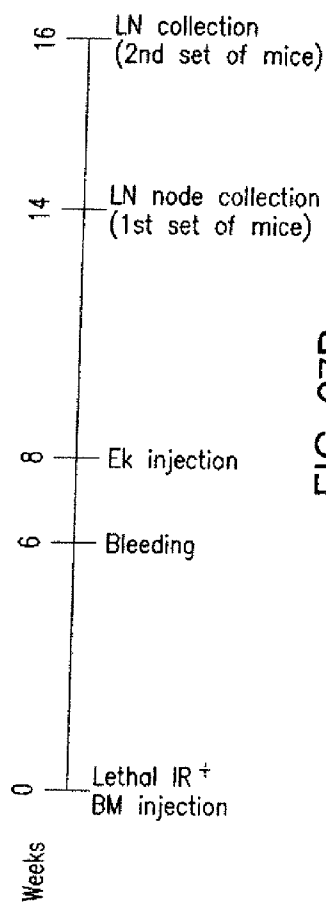 16
LN collection
(2nd set of mice)
14
LN node collection
(1st set of mice)
8
Ek injection
6
Bleeding
0
Lethal IR +
BM injection
Weeks
FIG.